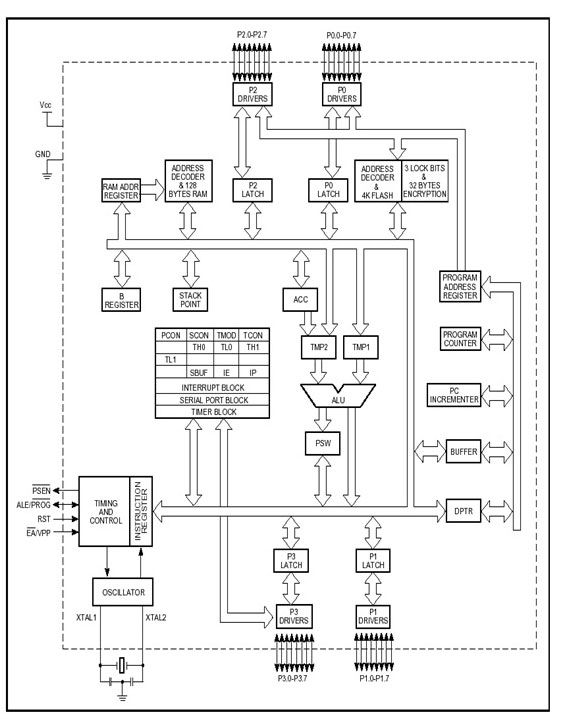 P2.0-P2.7
P0.0-P0.7
P2
DRIVERS
P0
DRIVERS
Vcc
GND
RAM ADDR
REGISTER
ADDRESS
DECODER
& 128
BYTES RAM
P2
LATCH
P0
LATCH
ADDRESS
DECODER
&
4K FLASH
3 LOCK BITS
&
32 BYTES
ENCRYPTION
B
REGISTER
STACK
POINT
ACC
PROGRAM
ADDRESS
REGISTER
PCON SCON TMOD TCON
TH0 TL0 TH1
TL1
SBUF IE IP
INTERRUPT BLOCK
SERIAL PORT BLOCK
TIMER BLOCK
TMP2
TMP1
PROGRAM
COUNTER
ALU
PC
INCREMENTER
PSW
BUFFER
PSEN
ALE/PROG
RST
EA/VPP
TIMING
AND
CONTROL
INSTRUCTION
REGISTER
DPTR
P3
LATCH
P1
LATCH
OSCILLATOR
XTAL1
XTAL2
P3
DRIVERS
P1
DRIVERS
P3.0-P3.7
P1.0-P1.7